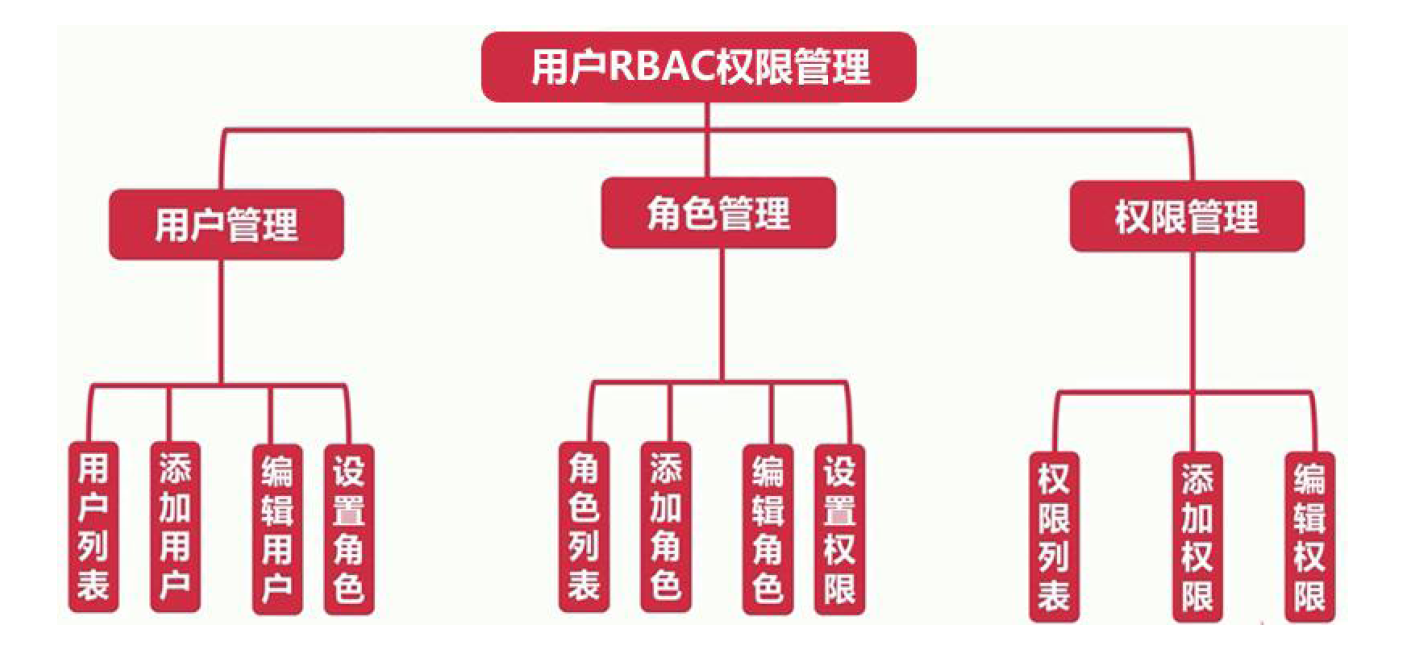 用户RBAC权限管理
用户管理
角色管理
权限管理
用户列表
添加用户
编辑用户
设置角色
角色列表
添加角色
编辑角色
设置权限
权限列表
添加权限
编辑权限